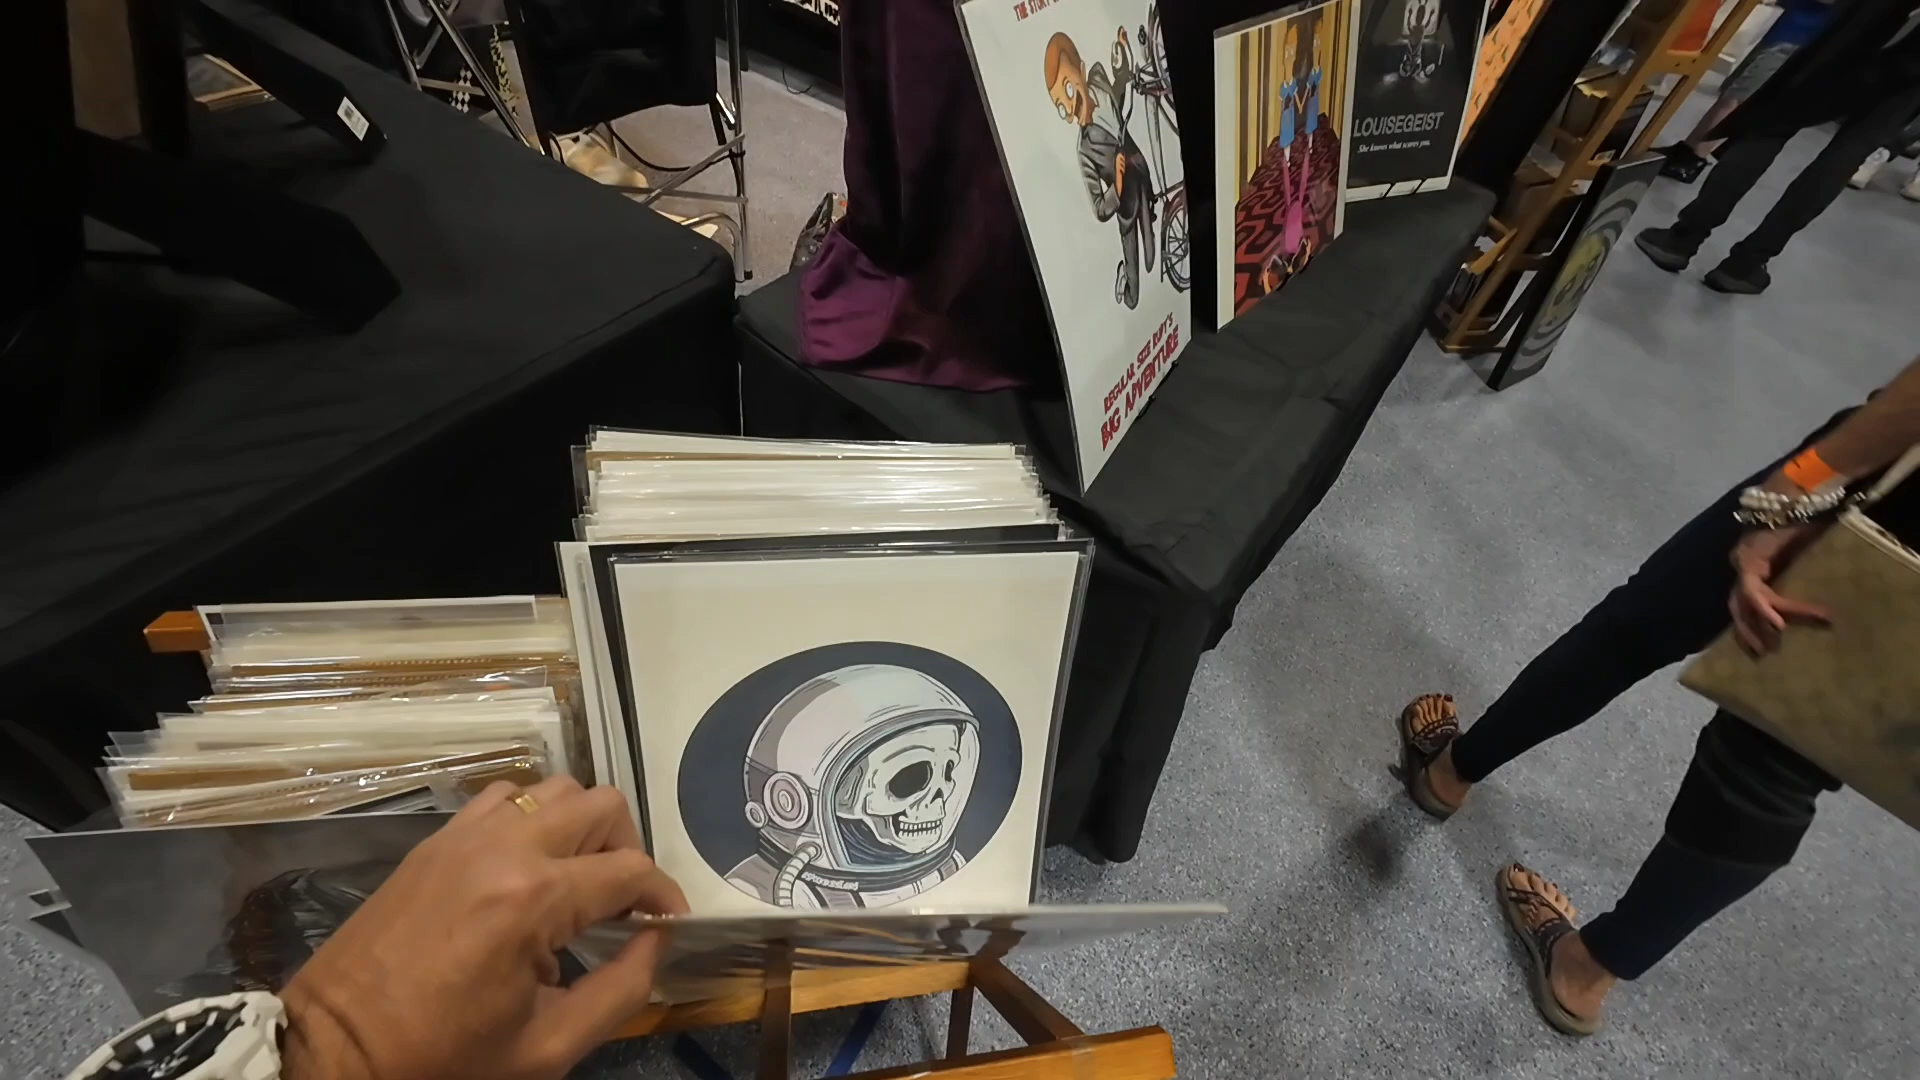 THE STORY
REGULAR SIZE RUDY'S
BIG ADVENTURE
LOUISEGEIST
She knows what scares you.